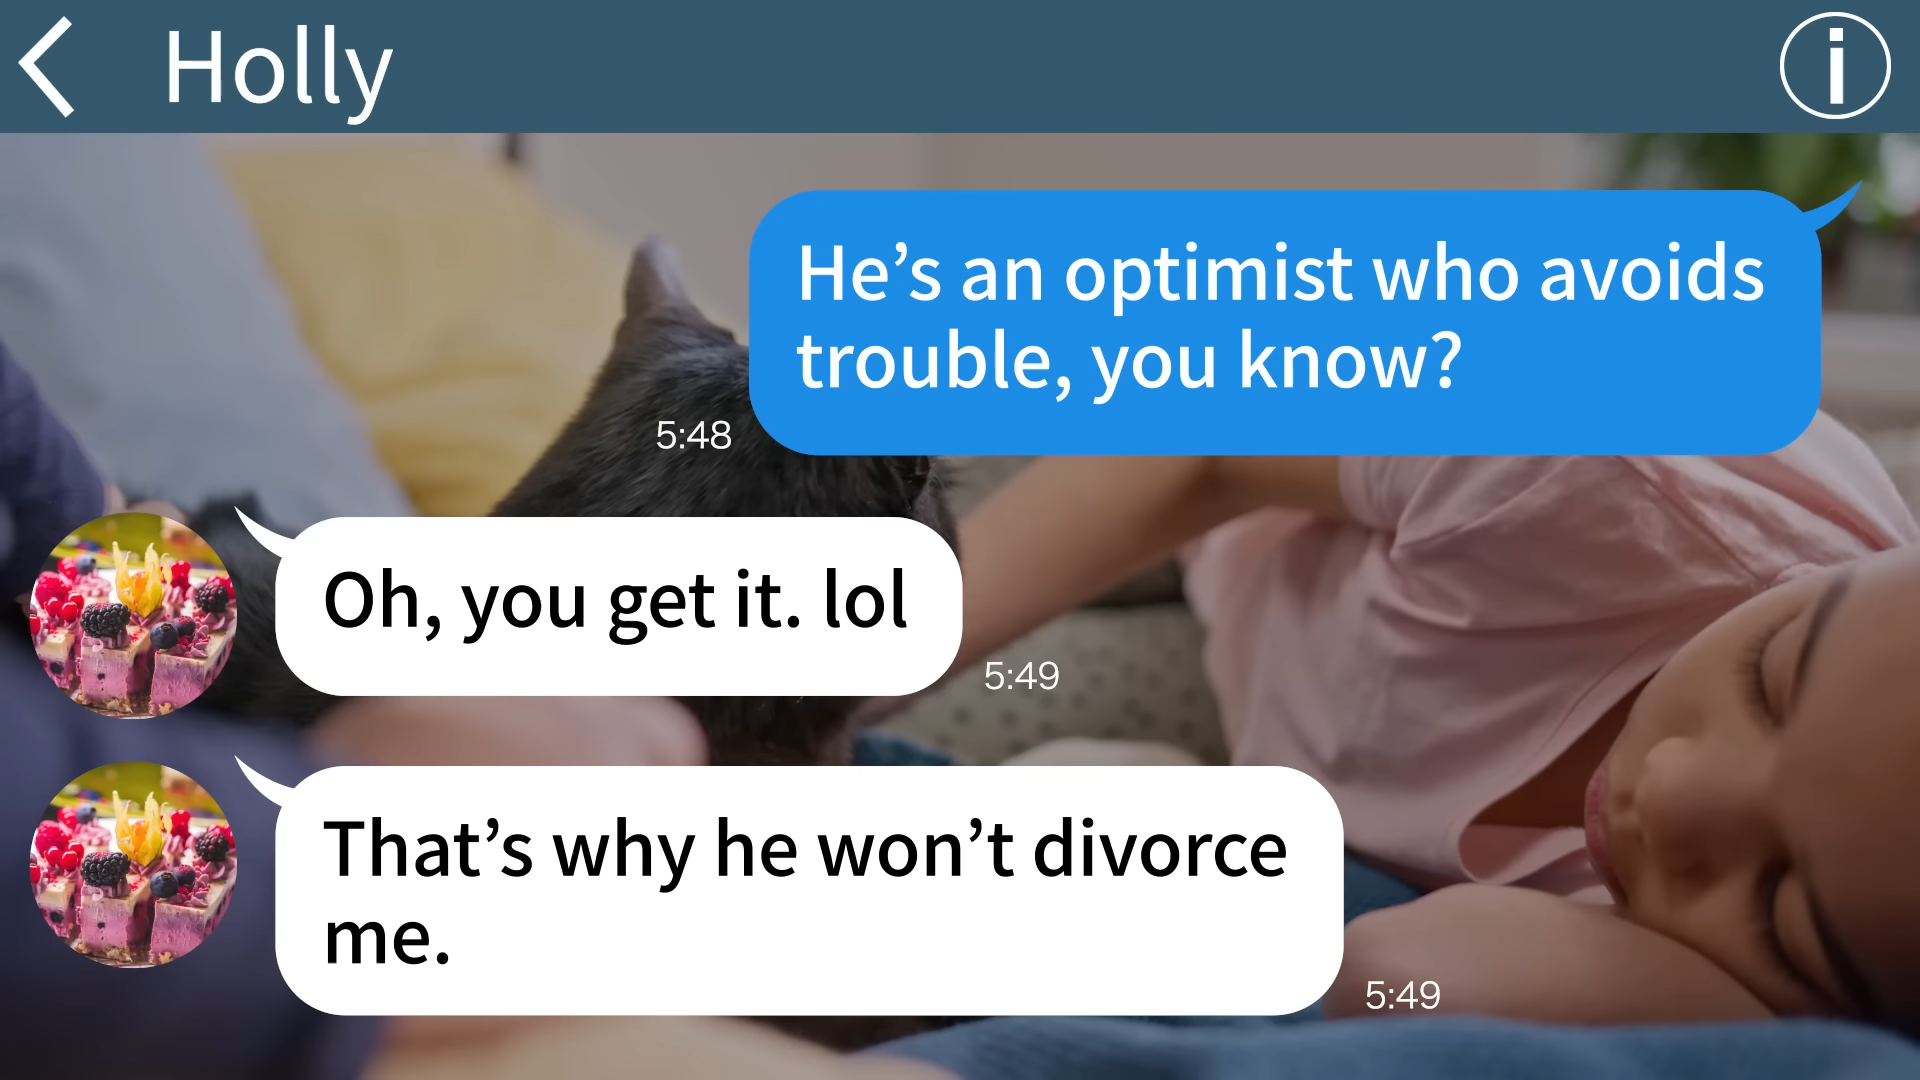 Holly
He’s an optimist who avoids
trouble, you know?
5:48
Oh, you get it. lol
5:49
That’s why he won’t divorce
me.
5:49